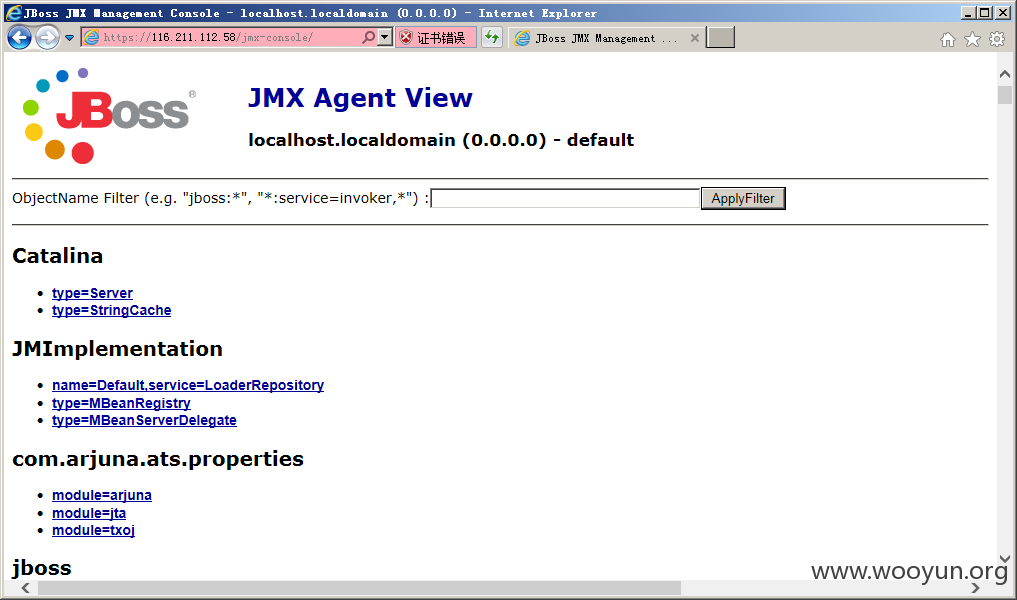 JBoss JMX Management Console - localhost.localdomain (0.0.0.0) - Internet Explorer
https://116.211.112.58/jmx-console/
证书错误
JBoss JMX Management ...
JBoss®
JMX Agent View
localhost.localdomain (0.0.0.0) - default
ObjectName Filter (e.g. "jboss:*", "*:service=invoker,*") :
ApplyFilter
Catalina
type=Server
type=StringCache
JMImplementation
name=Default,service=LoaderRepository
type=MBeanRegistry
type=MBeanServerDelegate
com.arjuna.ats.properties
module=arjuna
module=jta
module=txoj
jboss
www.wooyun.org